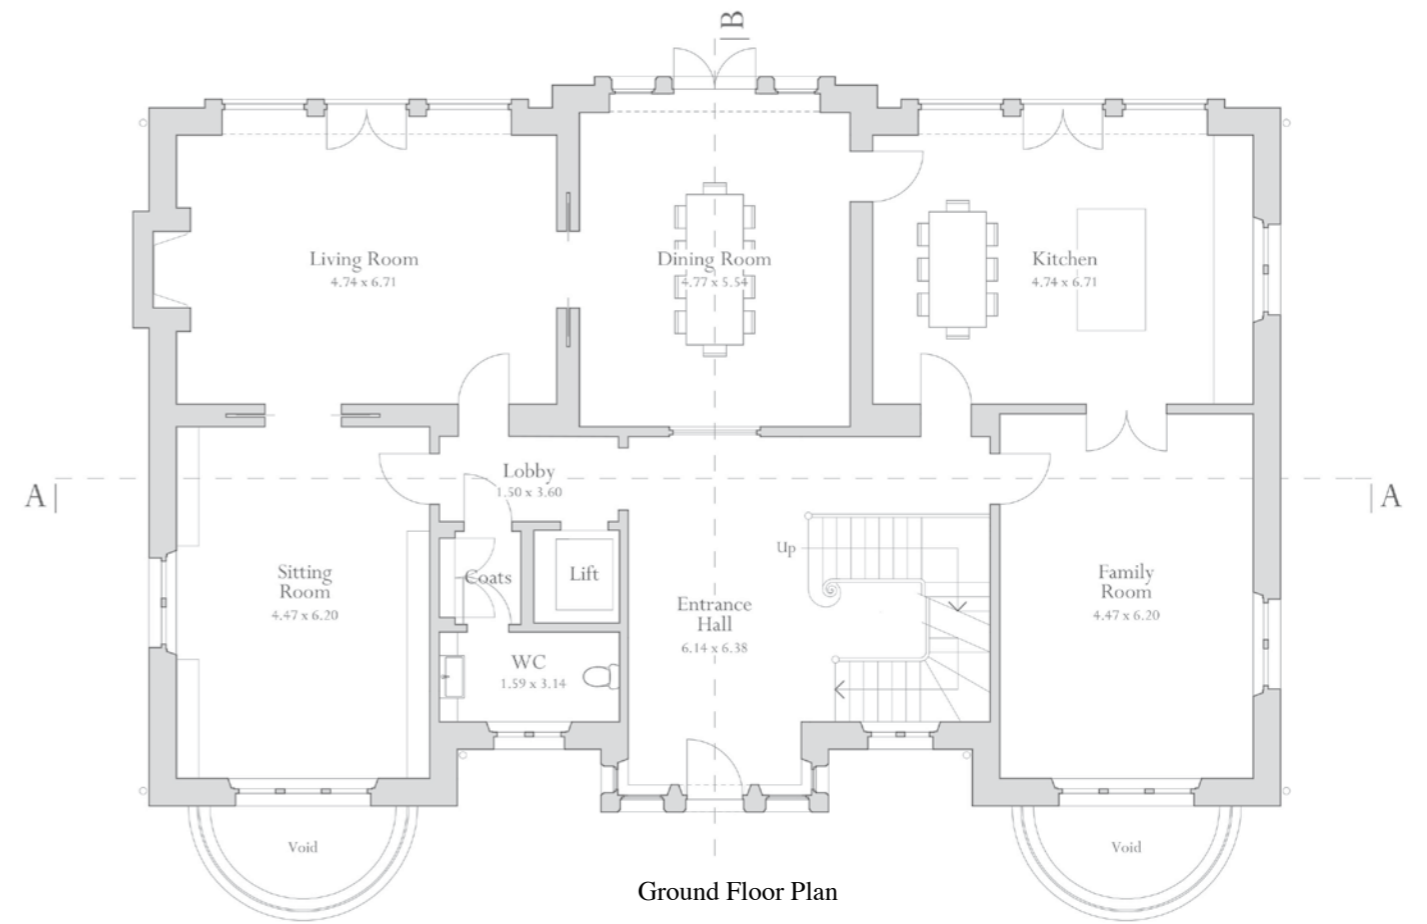 B
Living Room
4.74 x 6.71
Dining Room
4.77 x 5.54
Kitchen
4.74 x 6.71
A
Lobby
1.50 x 3.60
A
Up
Sitting
Room
4.47 x 6.20
Coats
Lift
Entrance
Hall
6.14 x 6.38
Family
Room
4.47 x 6.20
WC
1.59 x 3.14
Void
Void
Ground Floor Plan